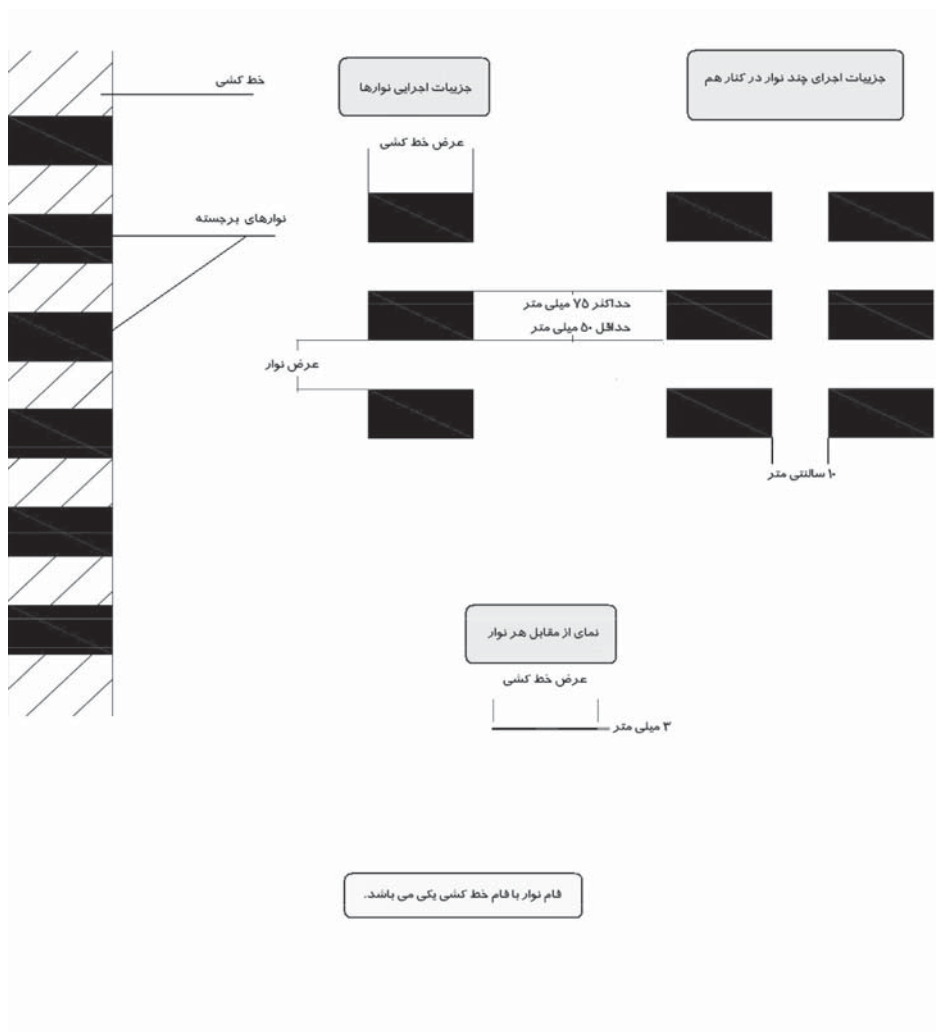 جزییات اجرای چند نوار در کنار هم
جزییات اجرایی نوارها
خط کشی
عرض خط کشی
نوارهای برجسته
حداکثر ۷۵ میلی متر
حداقل ۵۰ میلی متر
عرض نوار
۱۰ سالنتی متر
نمای از مقابل هر نوار
عرض خط کشی
۳ میلی متر
فام نوار با فام خط کشی یکی می باشد.